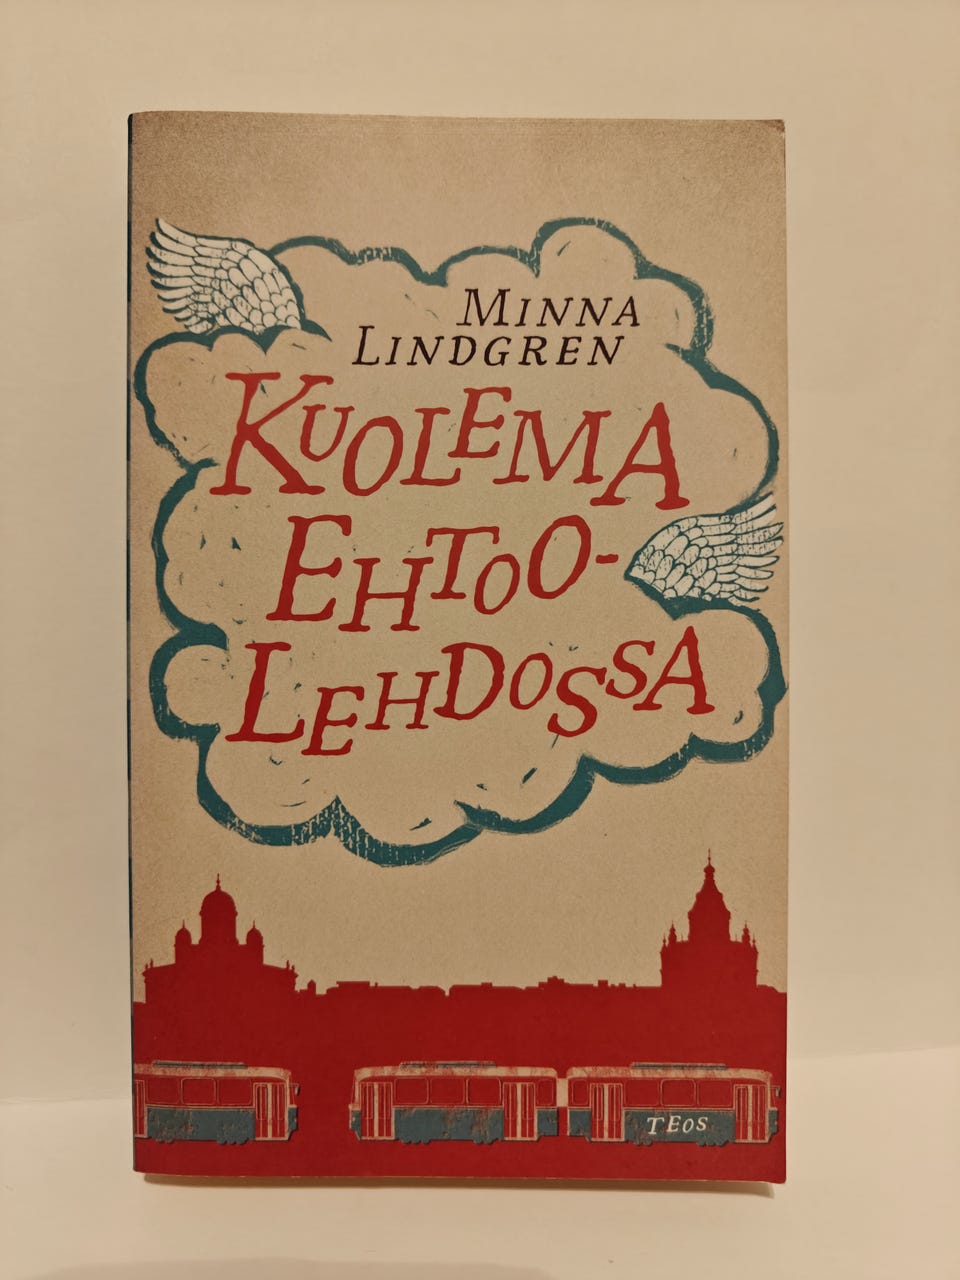 MINNA
LINDGREN
KUOLEMA
EHTOO-
LEHDOSSA
TEOS